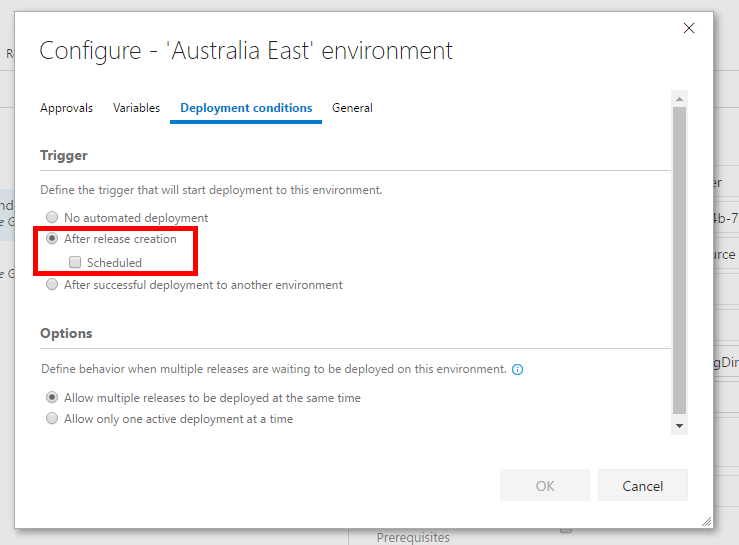 Configure - 'Australia East' environment
Approvals Variables Deployment conditions General
Trigger
Define the trigger that will start deployment to this environment.
No automated deployment
After release creation
Scheduled
After successful deployment to another environment
Options
Define behavior when multiple releases are waiting to be deployed on this environment.
Allow multiple releases to be deployed at the same time
Allow only one active deployment at a time
OK Cancel
Prerequisites